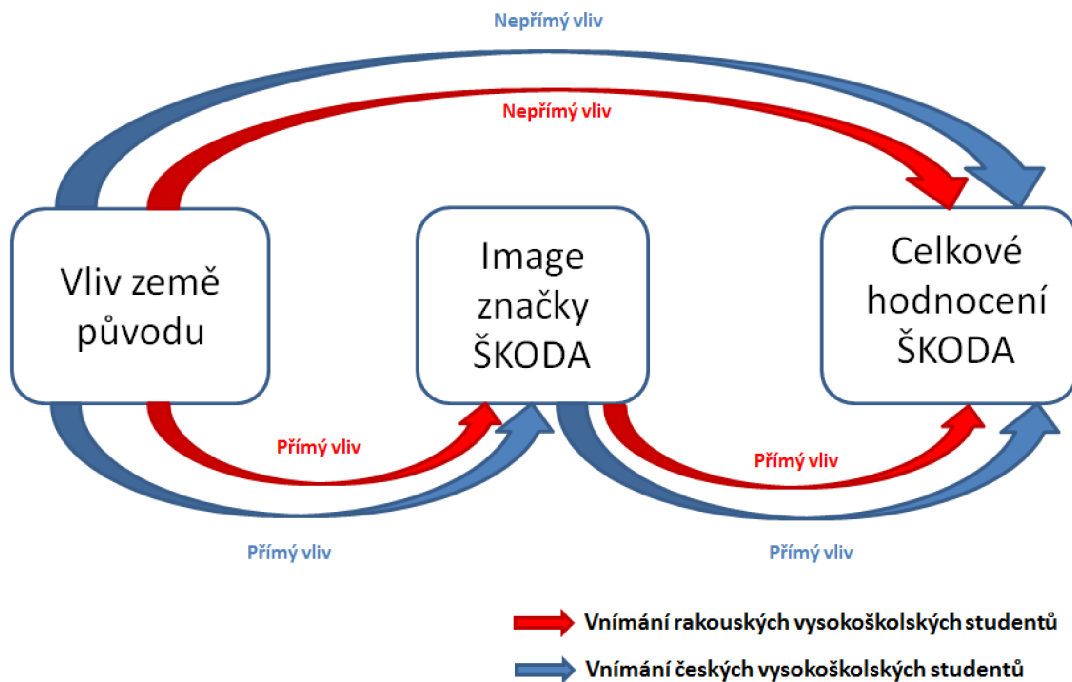 Nepřímý vliv
Nepřímý vliv
Vliv země
původu
Image
značky
ŠKODA
Celkové
hodnocení
ŠKODA
Přímý vliv
Přímý vliv
Přímý vliv
Přímý vliv
Vnímání rakouských vysokoškolských studentů
Vnímání českých vysokoškolských studentů